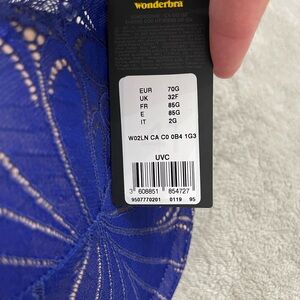 wonderbra
EUR 70G
UK 32F
FR 85G
E 85G
IT 2G
W02LN CA C0 0B4 1G3
UVC
3 608851 854727
9507770201 0119 95